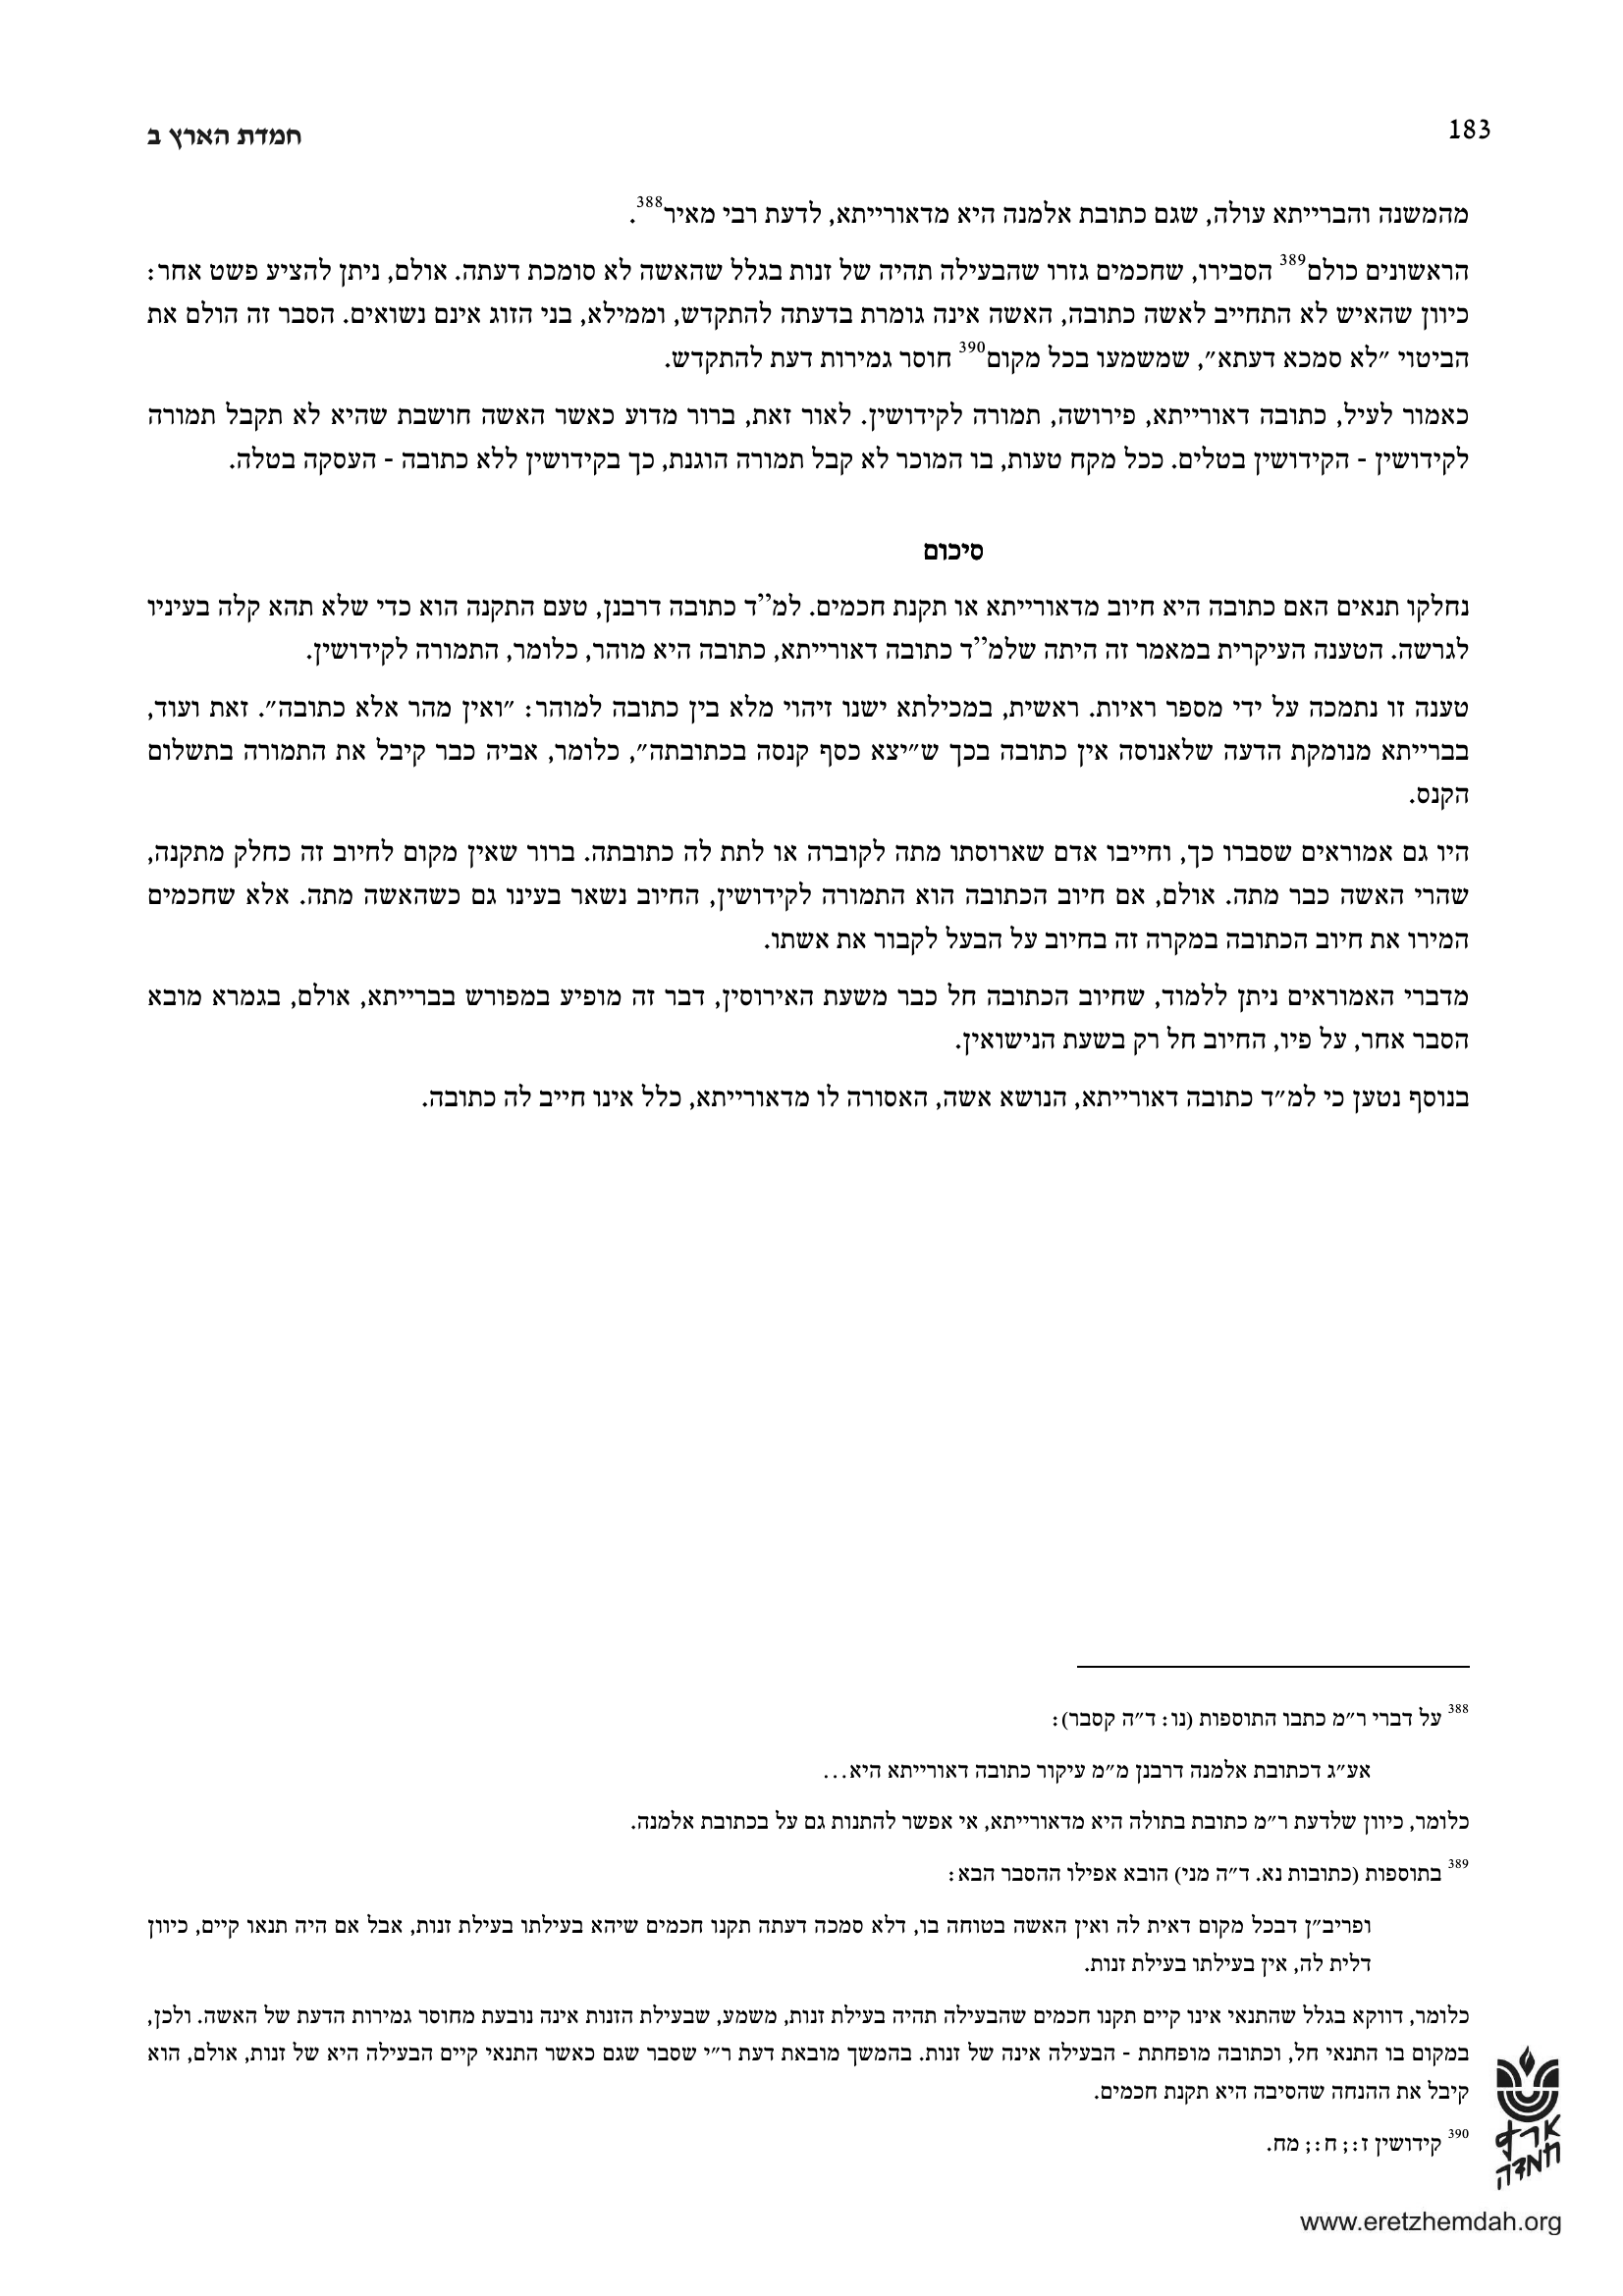 183
חמדת הארץ ב
מהמשנה והברייתא עולה, שגם כתובת אלמנה היא מדאורייתא, לדעת רבי מאיר388.
הראשונים כולם389 הסבירו, שחכמים גזרו שהבעילה תהיה של זנות בגלל שהאשה לא סומכת דעתה. אולם, ניתן להציע פשט אחר:
כיוון שהאיש לא התחייב לאשה כתובה, האשה אינה גומרת בדעתה להתקדש, וממילא, בני הזוג אינם נשואים. הסבר זה הולם את
הביטוי ״לא סמכא דעתא״, שמשמעו בכל מקום390 חוסר גמירות דעת להתקדש.
כאמור לעיל, כתובה דאורייתא, פירושה, תמורה לקידושין. לאור זאת, ברור מדוע כאשר האשה חושבת שהיא לא תקבל תמורה
לקידושין - הקידושין בטלים. ככל מקח טעות, בו המוכר לא קבל תמורה הוגנת, כך בקידושין ללא כתובה - העסקה בטלה.
סיכום
נחלקו תנאים האם כתובה היא חיוב מדאורייתא או תקנת חכמים. למ’’ד כתובה דרבנן, טעם התקנה הוא כדי שלא תהא קלה בעיניו
לגרשה. הטענה העיקרית במאמר זה היתה שלמ’’ד כתובה דאורייתא, כתובה היא מוהר, כלומר, התמורה לקידושין.
טענה זו נתמכה על ידי מספר ראיות. ראשית, במכילתא ישנו זיהוי מלא בין כתובה למוהר: ״ואין מהר אלא כתובה״. זאת ועוד,
בברייתא מנומקת הדעה שלאנוסה אין כתובה בכך ש״יצא כסף קנסה בכתובתה״, כלומר, אביה כבר קיבל את התמורה בתשלום
הקנס.
היו גם אמוראים שסברו כך, וחייבו אדם שארוסתו מתה לקוברה או לתת לה כתובתה. ברור שאין מקום לחיוב זה כחלק מתקנה,
שהרי האשה כבר מתה. אולם, אם חיוב הכתובה הוא התמורה לקידושין, החיוב נשאר בעינו גם כשהאשה מתה. אלא שחכמים
המירו את חיוב הכתובה במקרה זה בחיוב על הבעל לקבור את אשתו.
מדברי האמוראים ניתן ללמוד, שחיוב הכתובה חל כבר משעת האירוסין, דבר זה מופיע במפורש בברייתא, אולם, בגמרא מובא
הסבר אחר, על פיו, החיוב חל רק בשעת הנישואין.
בנוסף נטען כי למ״ד כתובה דאורייתא, הנושא אשה, האסורה לו מדאורייתא, כלל אינו חייב לה כתובה.
388 על דברי ר״מ כתבו התוספות (נו: ד״ה קסבר):
אע״ג דכתובת אלמנה דרבנן מ״מ עיקור כתובה דאורייתא היא...
כלומר, כיוון שלדעת ר״מ כתובת בתולה היא מדאורייתא, אי אפשר להתנות גם על בכתובת אלמנה.
389 בתוספות (כתובות נא. ד״ה מני) הובא אפילו ההסבר הבא:
ופריב״ן דבכל מקום דאית לה ואין האשה בטוחה בו, דלא סמכה דעתה תקנו חכמים שיהא בעילתו בעילת זנות, אבל אם היה תנאו קיים, כיוון
דלית לה, אין בעילתו בעילת זנות.
כלומר, דווקא בגלל שהתנאי אינו קיים תקנו חכמים שהבעילה תהיה בעילת זנות, משמע, שבעילת הזנות אינה נובעת מחוסר גמירות הדעת של האשה. ולכן,
במקום בו התנאי חל, וכתובה מופחתת - הבעילה אינה של זנות. בהמשך מובאת דעת ר״י שסבר שגם כאשר התנאי קיים הבעילה היא של זנות, אולם, הוא
קיבל את ההנחה שהסיבה היא תקנת חכמים.
390 קידושין ז:; ח:; מח.
ארץ
חמדה
www.eretzhemdah.org